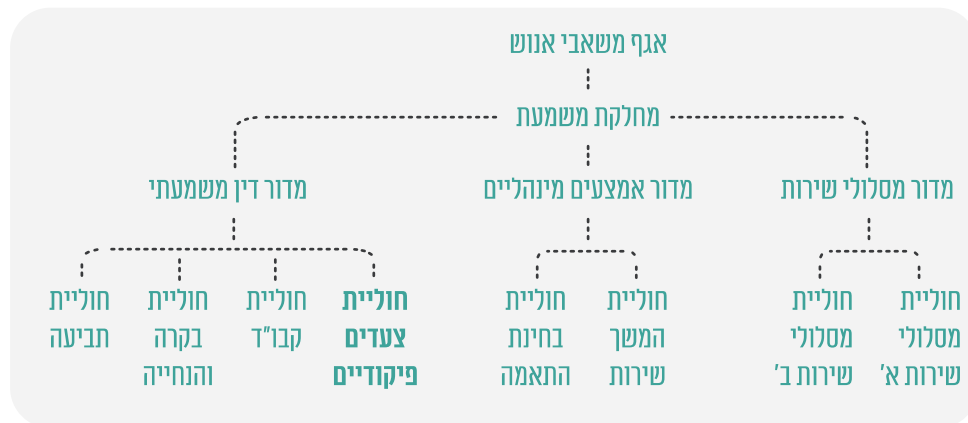 אגף משאבי אנוש
מחלקת משמעת
מדור מסלולי שירות
מדור אמצעים מינהליים
מדור דין משמעתי
חוליית
מסלולי
שירות א'
חוליית
מסלולי
שירות ב'
חוליית
המשך
שירות
חוליית
בחינת
התאמה
חוליית
צעדים
פיקודיים
חוליית
קבו"ד
חוליית
בקרה
והנחייה
חוליית
תביעה